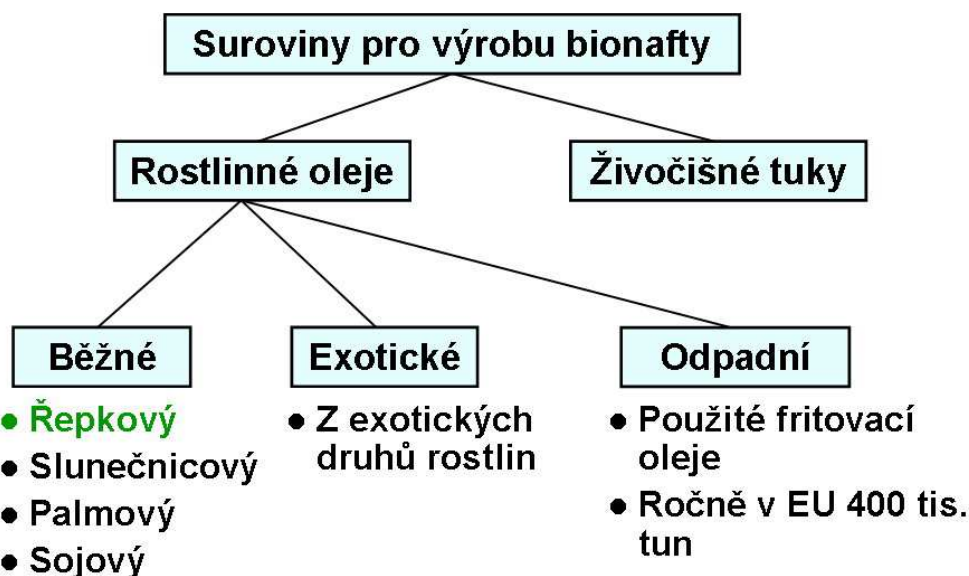 Suroviny pro výrobu bionafty
Rostlinné oleje
Živočišné tuky
Běžné
Exotické
Odpadní
● Řepkový
● Slunečnicový
● Palmový
● Sojový
● Z exotických
druhů rostlin
● Použité fritovací
oleje
● Ročně v EU 400 tis.
tun